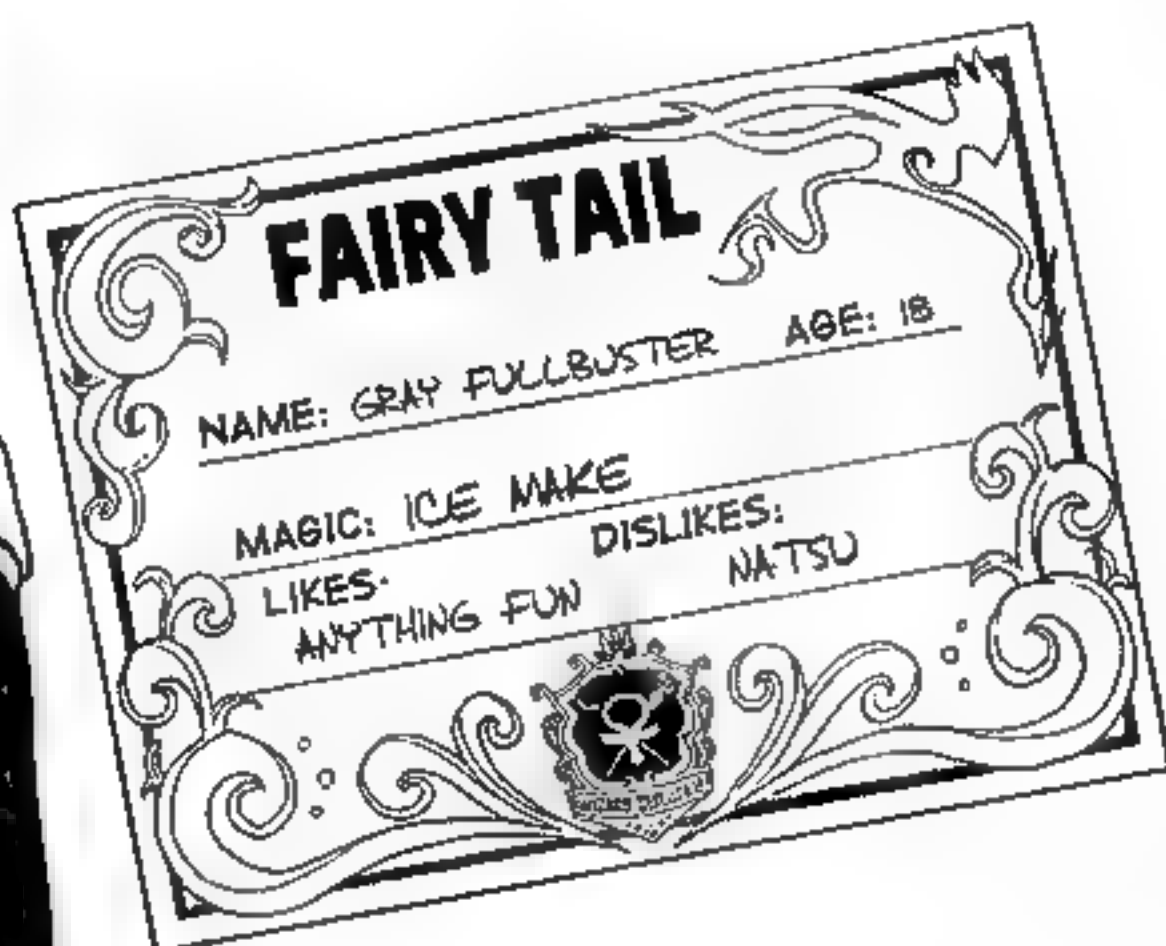 FAIRY TAIL
NAME: GRAY FULLBUSTER AGE: 18
MAGIC: ICE MAKE
LIKES: DISLIKES:
ANYTHING FUN NATSU